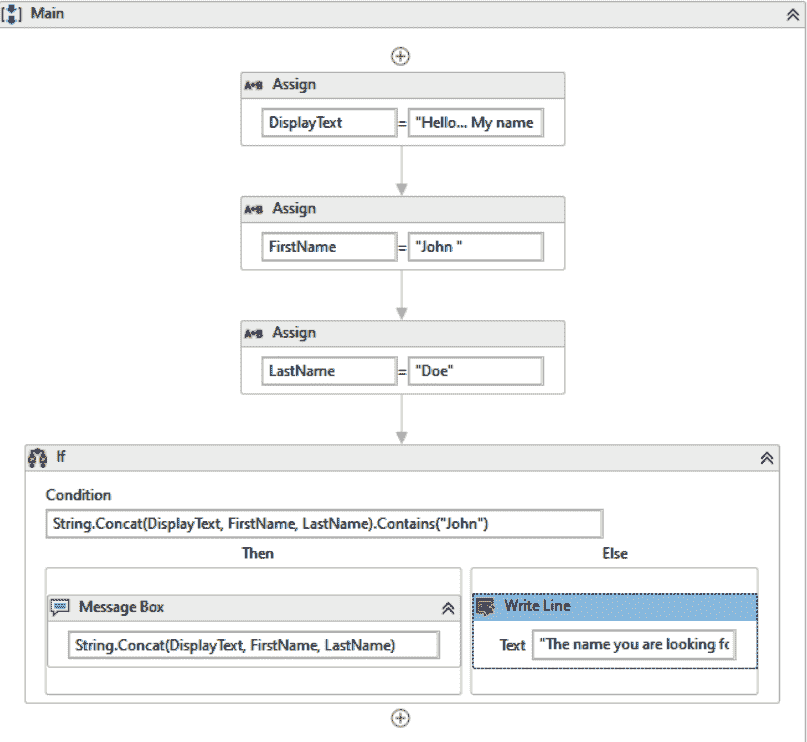 Main
A+B Assign
DisplayText = "Hello... My name
A+B Assign
FirstName = "John "
A+B Assign
LastName = "Doe"
If
Condition
String.Concat(DisplayText, FirstName, LastName).Contains("John")
Then Else
Message Box
String.Concat(DisplayText, FirstName, LastName)
Write Line
Text "The name you are looking fo